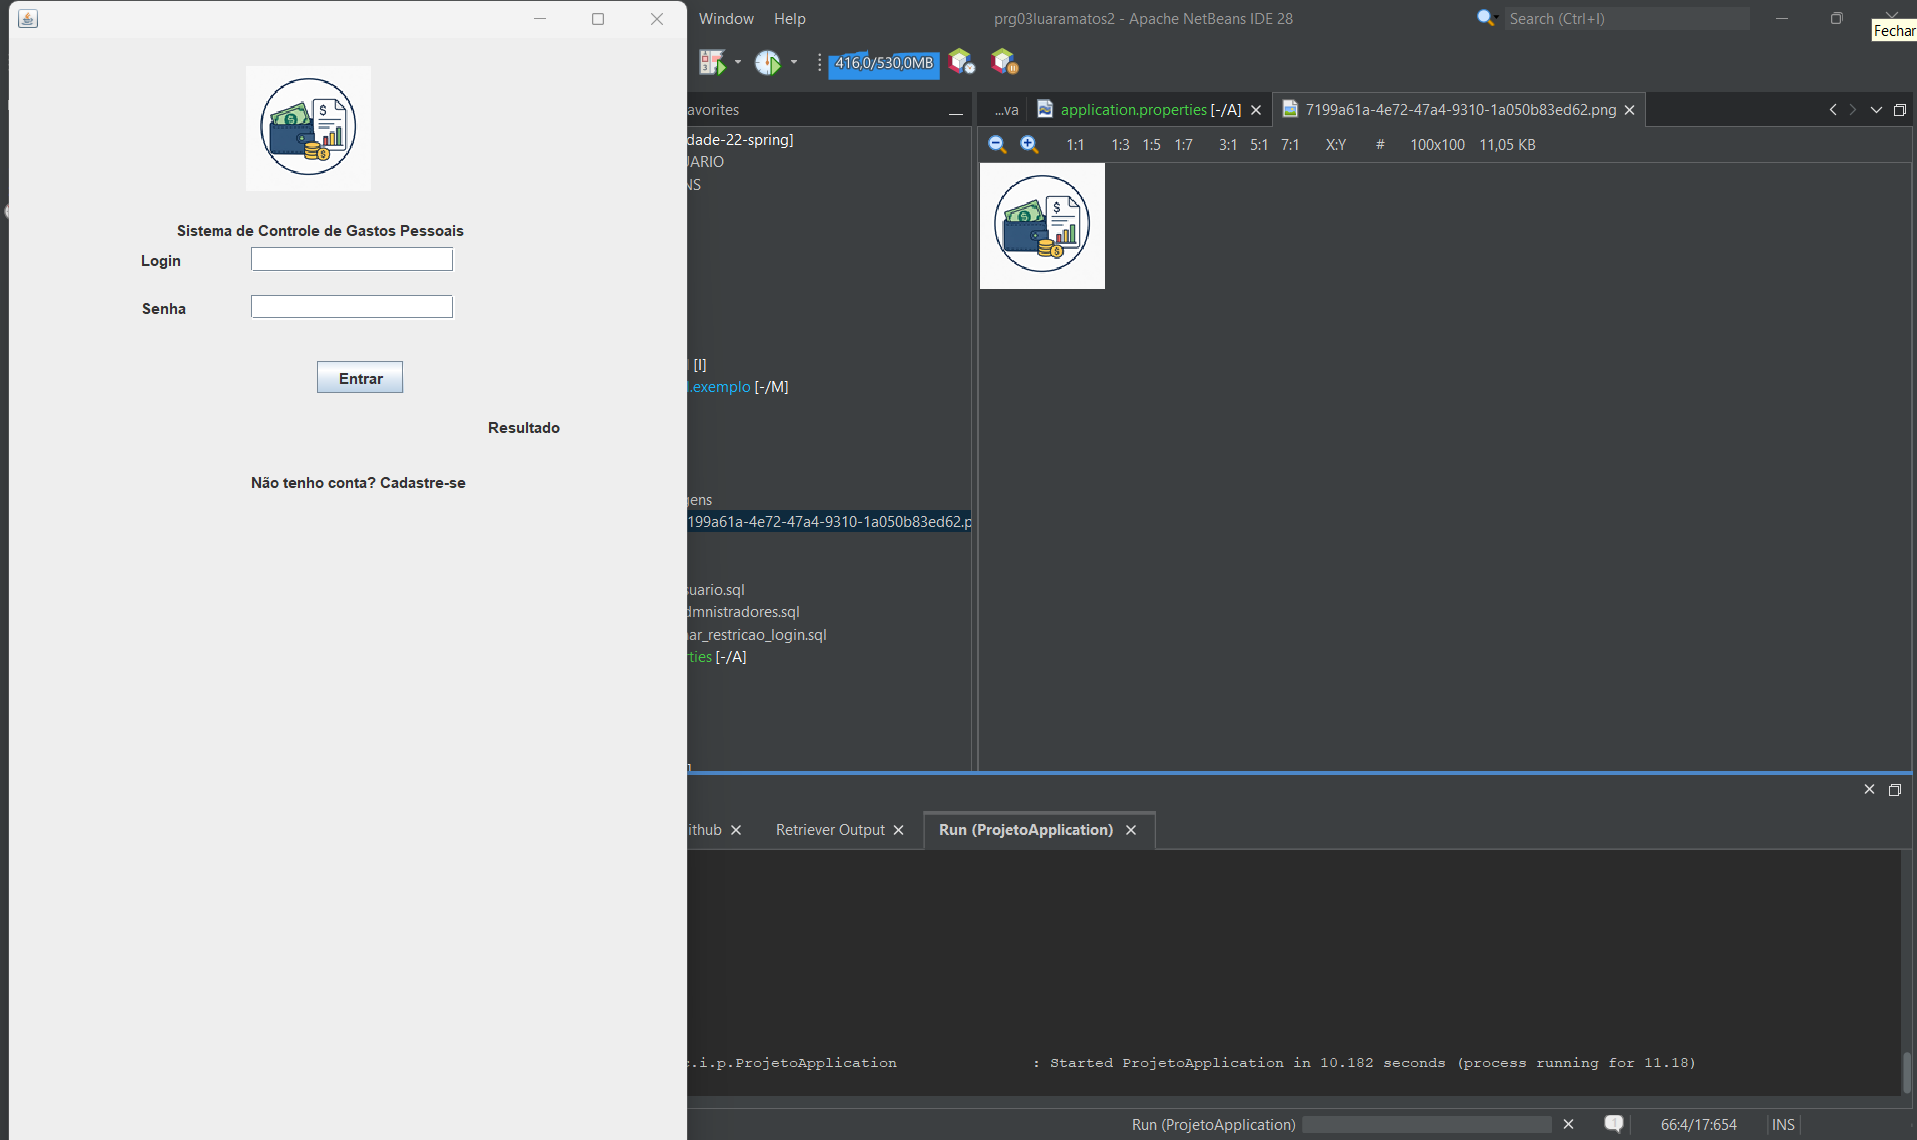 Window Help
prg03luaramatos2 - Apache NetBeans IDE 28
Search (Ctrl+I)
Fechar
416,0/530,0MB
avorites
...va
application.properties [-/A]
7199a61a-4e72-47a4-9310-1a050b83ed62.png
1:1 1:3 1:5 1:7 3:1 5:1 7:1 X:Y # 100x100 11,05 KB
dade-22-spring]
JARIO
NS
Sistema de Controle de Gastos Pessoais
Login
Senha
Entrar
Resultado
Não tenho conta? Cadastre-se
[I]
l.exemplo [-/M]
gens
199a61a-4e72-47a4-9310-1a050b83ed62.p
suario.sql
dmnistradores.sql
nar_restricao_login.sql
rties [-/A]
]
ithub
Retriever Output
Run (ProjetoApplication)
c.i.p.ProjetoApplication : Started ProjetoApplication in 10.182 seconds (process running for 11.18)
Run (ProjetoApplication)
1
66:4/17:654
INS